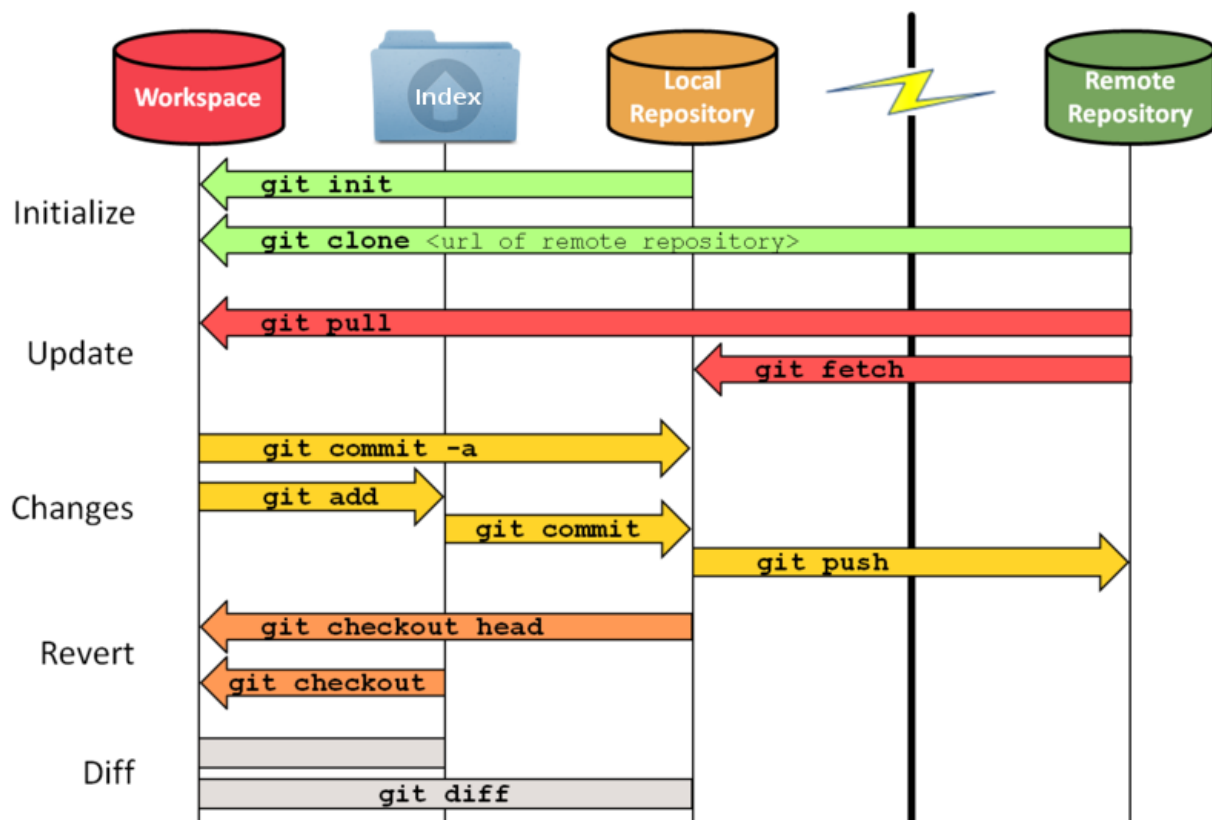 Workspace
Index
Local
Repository
Remote
Repository
Initialize
git init
git clone <url of remote repository>
Update
git pull
git fetch
Changes
git commit -a
git add
git commit
git push
Revert
git checkout head
git checkout
Diff
git diff